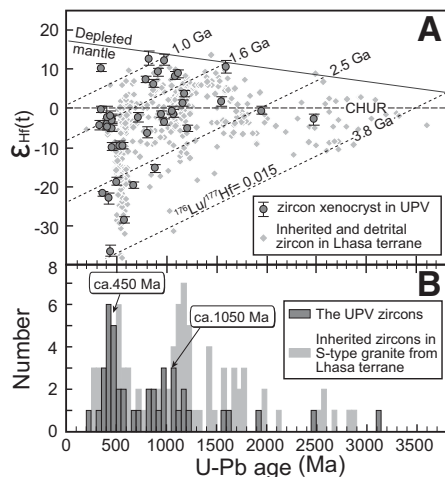 A
Depleted
mantle
1.0 Ga
1.6 Ga
2.5 Ga
CHUR
3.8 Ga
176Lu/177Hf= 0.015
εHf(t)
20
10
0
-10
-20
-30
zircon xenocryst in UPV
Inherited and detrital
zircon in Lhasa terrane
B
ca.450 Ma
ca.1050 Ma
The UPV zircons
Inherited zircons in
S-type granite from
Lhasa terrane
Number
8
6
4
2
0
0 500 1000 1500 2000 2500 3000 3500
U-Pb age (Ma)